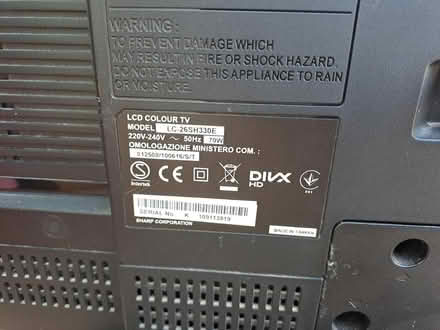 WARNING:
TO PREVENT DAMAGE WHICH
MAY RESULT IN FIRE OR SHOCK HAZARD.
DO NOT EXPOSE THIS APPLIANCE TO RAIN
OR MOISTURE.
LCD COLOUR TV
MODEL LC-26SH330E
220V-240V ~ 50Hz 70W
OMOLOGAZIONE MINISTERO COM. :
S Intertek CE DIVX HD
SERIAL No K 109113819
SHARP CORPORATION